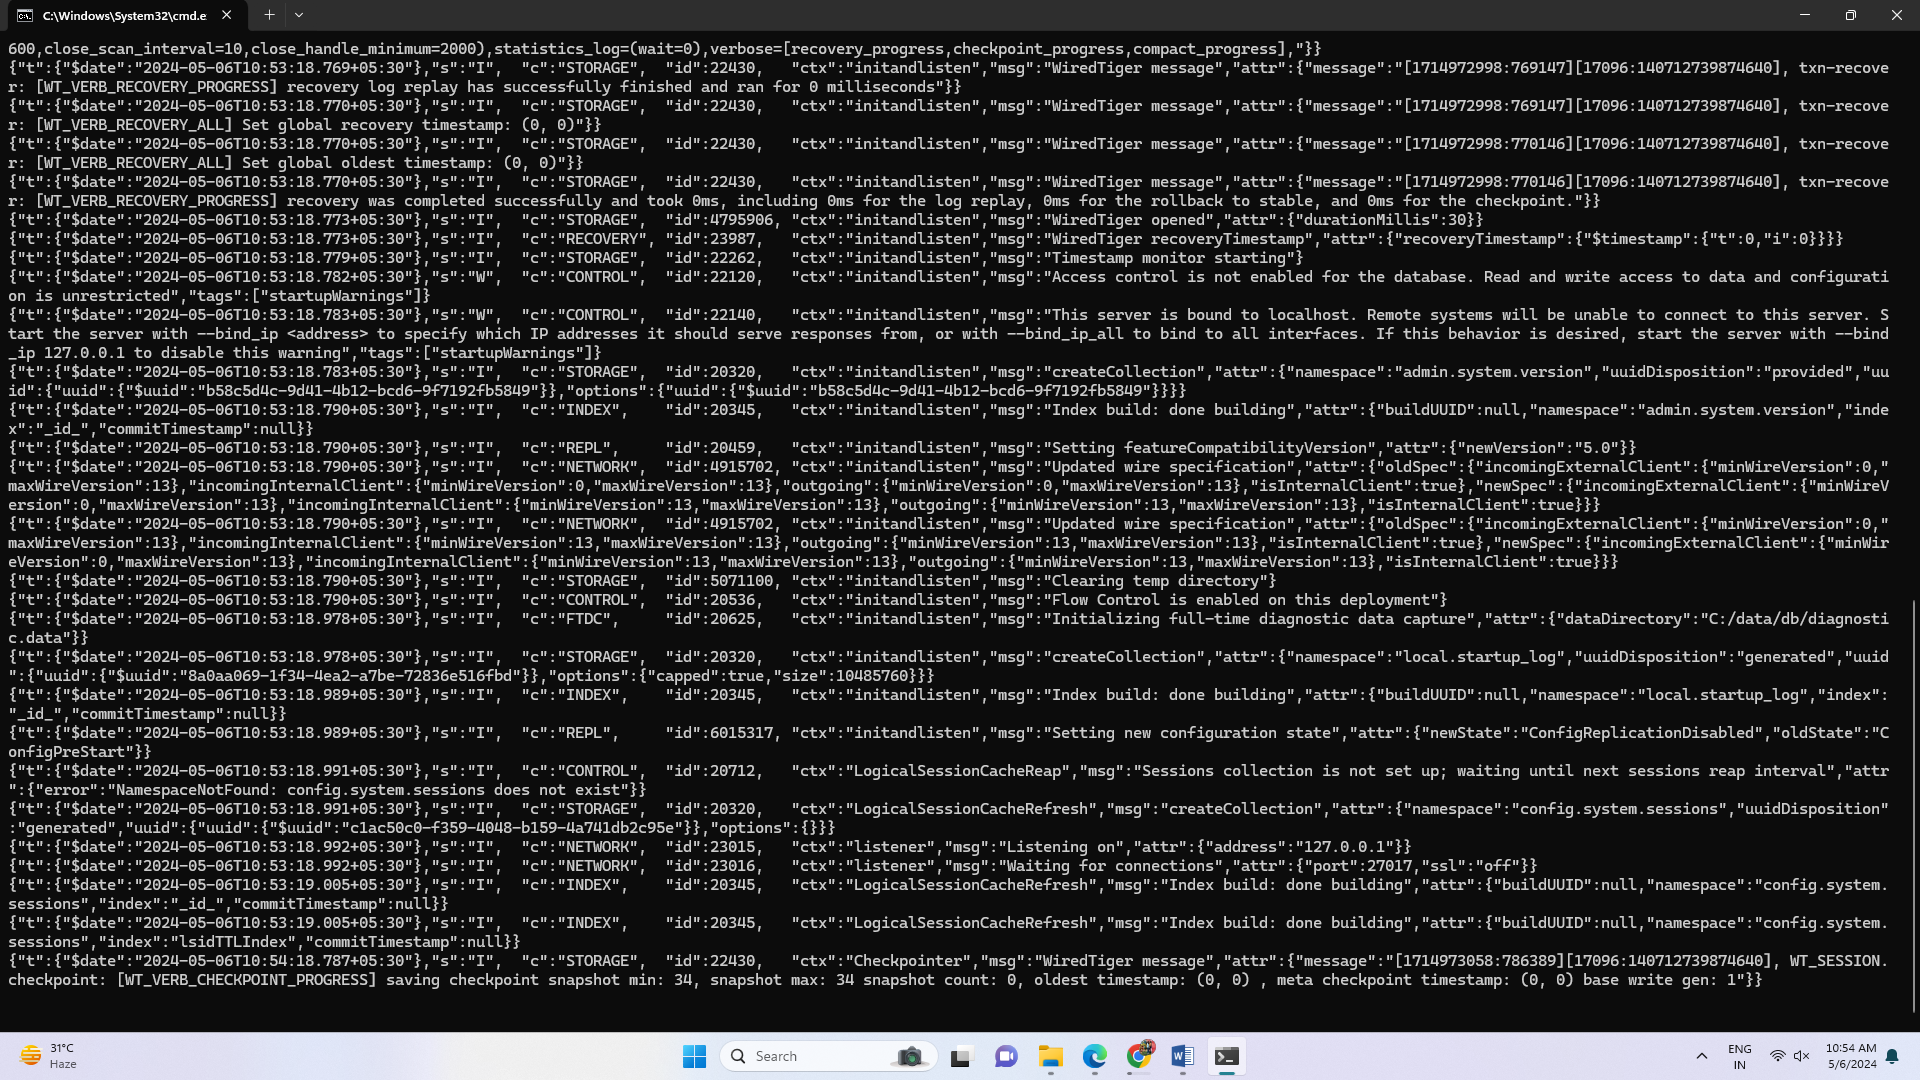 C:\Windows\System32\cmd.e
600,close_scan_interval=10,close_handle_minimum=2000),statistics_log=(wait=0),verbose=[recovery_progress,checkpoint_progress,compact_progress],"}}
{"t":{"$date":"2024-05-06T10:53:18.769+05:30"},"s":"I",  "c":"STORAGE",  "id":22430,   "ctx":"initandlisten","msg":"WiredTiger message","attr":{"message":"[1714972998:769147][17096:140712739874640], txn-recove
r: [WT_VERB_RECOVERY_PROGRESS] recovery log replay has successfully finished and ran for 0 milliseconds"}}
{"t":{"$date":"2024-05-06T10:53:18.770+05:30"},"s":"I",  "c":"STORAGE",  "id":22430,   "ctx":"initandlisten","msg":"WiredTiger message","attr":{"message":"[1714972998:769147][17096:140712739874640], txn-recove
r: [WT_VERB_RECOVERY_ALL] Set global recovery timestamp: (0, 0)"}}
{"t":{"$date":"2024-05-06T10:53:18.770+05:30"},"s":"I",  "c":"STORAGE",  "id":22430,   "ctx":"initandlisten","msg":"WiredTiger message","attr":{"message":"[1714972998:770146][17096:140712739874640], txn-recove
r: [WT_VERB_RECOVERY_ALL] Set global oldest timestamp: (0, 0)"}}
{"t":{"$date":"2024-05-06T10:53:18.770+05:30"},"s":"I",  "c":"STORAGE",  "id":22430,   "ctx":"initandlisten","msg":"WiredTiger message","attr":{"message":"[1714972998:770146][17096:140712739874640], txn-recove
r: [WT_VERB_RECOVERY_PROGRESS] recovery was completed successfully and took 0ms, including 0ms for the log replay, 0ms for the rollback to stable, and 0ms for the checkpoint."}}
{"t":{"$date":"2024-05-06T10:53:18.773+05:30"},"s":"I",  "c":"STORAGE",  "id":4795906, "ctx":"initandlisten","msg":"WiredTiger opened","attr":{"durationMillis":30}}
{"t":{"$date":"2024-05-06T10:53:18.773+05:30"},"s":"I",  "c":"RECOVERY", "id":23987,   "ctx":"initandlisten","msg":"WiredTiger recoveryTimestamp","attr":{"recoveryTimestamp":{"$timestamp":{"t":0,"i":0}}}}
{"t":{"$date":"2024-05-06T10:53:18.779+05:30"},"s":"I",  "c":"STORAGE",  "id":22262,   "ctx":"initandlisten","msg":"Timestamp monitor starting"}
{"t":{"$date":"2024-05-06T10:53:18.782+05:30"},"s":"W",  "c":"CONTROL",  "id":22120,   "ctx":"initandlisten","msg":"Access control is not enabled for the database. Read and write access to data and configurati
on is unrestricted","tags":["startupWarnings"]}
{"t":{"$date":"2024-05-06T10:53:18.783+05:30"},"s":"W",  "c":"CONTROL",  "id":22140,   "ctx":"initandlisten","msg":"This server is bound to localhost. Remote systems will be unable to connect to this server. S
tart the server with --bind_ip <address> to specify which IP addresses it should serve responses from, or with --bind_ip_all to bind to all interfaces. If this behavior is desired, start the server with --bind
_ip 127.0.0.1 to disable this warning","tags":["startupWarnings"]}
{"t":{"$date":"2024-05-06T10:53:18.783+05:30"},"s":"I",  "c":"STORAGE",  "id":20320,   "ctx":"initandlisten","msg":"createCollection","attr":{"namespace":"admin.system.version","uuidDisposition":"provided","uu
id":{"uuid":{"$uuid":"b58c5d4c-9d41-4b12-bcd6-9f7192fb5849"}},"options":{"uuid":{"$uuid":"b58c5d4c-9d41-4b12-bcd6-9f7192fb5849"}}}}
{"t":{"$date":"2024-05-06T10:53:18.790+05:30"},"s":"I",  "c":"INDEX",    "id":20345,   "ctx":"initandlisten","msg":"Index build: done building","attr":{"buildUUID":null,"namespace":"admin.system.version","inde
x":"_id_","commitTimestamp":null}}
{"t":{"$date":"2024-05-06T10:53:18.790+05:30"},"s":"I",  "c":"REPL",     "id":20459,   "ctx":"initandlisten","msg":"Setting featureCompatibilityVersion","attr":{"newVersion":"5.0"}}
{"t":{"$date":"2024-05-06T10:53:18.790+05:30"},"s":"I",  "c":"NETWORK",  "id":4915702, "ctx":"initandlisten","msg":"Updated wire specification","attr":{"oldSpec":{"incomingExternalClient":{"minWireVersion":0,"
maxWireVersion":13},"incomingInternalClient":{"minWireVersion":0,"maxWireVersion":13},"outgoing":{"minWireVersion":0,"maxWireVersion":13},"isInternalClient":true},"newSpec":{"incomingExternalClient":{"minWireV
ersion":0,"maxWireVersion":13},"incomingInternalClient":{"minWireVersion":13,"maxWireVersion":13},"outgoing":{"minWireVersion":13,"maxWireVersion":13},"isInternalClient":true}}}
{"t":{"$date":"2024-05-06T10:53:18.790+05:30"},"s":"I",  "c":"NETWORK",  "id":4915702, "ctx":"initandlisten","msg":"Updated wire specification","attr":{"oldSpec":{"incomingExternalClient":{"minWireVersion":0,"
maxWireVersion":13},"incomingInternalClient":{"minWireVersion":13,"maxWireVersion":13},"outgoing":{"minWireVersion":13,"maxWireVersion":13},"isInternalClient":true},"newSpec":{"incomingExternalClient":{"minWir
eVersion":0,"maxWireVersion":13},"incomingInternalClient":{"minWireVersion":13,"maxWireVersion":13},"outgoing":{"minWireVersion":13,"maxWireVersion":13},"isInternalClient":true}}}
{"t":{"$date":"2024-05-06T10:53:18.790+05:30"},"s":"I",  "c":"STORAGE",  "id":5071100, "ctx":"initandlisten","msg":"Clearing temp directory"}
{"t":{"$date":"2024-05-06T10:53:18.790+05:30"},"s":"I",  "c":"CONTROL",  "id":20536,   "ctx":"initandlisten","msg":"Flow Control is enabled on this deployment"}
{"t":{"$date":"2024-05-06T10:53:18.978+05:30"},"s":"I",  "c":"FTDC",     "id":20625,   "ctx":"initandlisten","msg":"Initializing full-time diagnostic data capture","attr":{"dataDirectory":"C:/data/db/diagnosti
c.data"}}
{"t":{"$date":"2024-05-06T10:53:18.978+05:30"},"s":"I",  "c":"STORAGE",  "id":20320,   "ctx":"initandlisten","msg":"createCollection","attr":{"namespace":"local.startup_log","uuidDisposition":"generated","uuid
":{"uuid":{"$uuid":"8a0aa069-1f34-4ea2-a7be-72836e516fbd"}},"options":{"capped":true,"size":10485760}}}
{"t":{"$date":"2024-05-06T10:53:18.989+05:30"},"s":"I",  "c":"INDEX",    "id":20345,   "ctx":"initandlisten","msg":"Index build: done building","attr":{"buildUUID":null,"namespace":"local.startup_log","index":
"_id_","commitTimestamp":null}}
{"t":{"$date":"2024-05-06T10:53:18.989+05:30"},"s":"I",  "c":"REPL",     "id":6015317, "ctx":"initandlisten","msg":"Setting new configuration state","attr":{"newState":"ConfigReplicationDisabled","oldState":"C
onfigPreStart"}}
{"t":{"$date":"2024-05-06T10:53:18.991+05:30"},"s":"I",  "c":"CONTROL",  "id":20712,   "ctx":"LogicalSessionCacheReap","msg":"Sessions collection is not set up; waiting until next sessions reap interval","attr
":{"error":"NamespaceNotFound: config.system.sessions does not exist"}}
{"t":{"$date":"2024-05-06T10:53:18.991+05:30"},"s":"I",  "c":"STORAGE",  "id":20320,   "ctx":"LogicalSessionCacheRefresh","msg":"createCollection","attr":{"namespace":"config.system.sessions","uuidDisposition"
:"generated","uuid":{"uuid":{"$uuid":"c1ac50c0-f359-4048-b159-4a741db2c95e"}},"options":{}}}
{"t":{"$date":"2024-05-06T10:53:18.992+05:30"},"s":"I",  "c":"NETWORK",  "id":23015,   "ctx":"listener","msg":"Listening on","attr":{"address":"127.0.0.1"}}
{"t":{"$date":"2024-05-06T10:53:18.992+05:30"},"s":"I",  "c":"NETWORK",  "id":23016,   "ctx":"listener","msg":"Waiting for connections","attr":{"port":27017,"ssl":"off"}}
{"t":{"$date":"2024-05-06T10:53:19.005+05:30"},"s":"I",  "c":"INDEX",    "id":20345,   "ctx":"LogicalSessionCacheRefresh","msg":"Index build: done building","attr":{"buildUUID":null,"namespace":"config.system.
sessions","index":"_id_","commitTimestamp":null}}
{"t":{"$date":"2024-05-06T10:53:19.005+05:30"},"s":"I",  "c":"INDEX",    "id":20345,   "ctx":"LogicalSessionCacheRefresh","msg":"Index build: done building","attr":{"buildUUID":null,"namespace":"config.system.
sessions","index":"lsidTTLIndex","commitTimestamp":null}}
{"t":{"$date":"2024-05-06T10:54:18.787+05:30"},"s":"I",  "c":"STORAGE",  "id":22430,   "ctx":"Checkpointer","msg":"WiredTiger message","attr":{"message":"[1714973058:786389][17096:140712739874640], WT_SESSION.
checkpoint: [WT_VERB_CHECKPOINT_PROGRESS] saving checkpoint snapshot min: 34, snapshot max: 34 snapshot count: 0, oldest timestamp: (0, 0) , meta checkpoint timestamp: (0, 0) base write gen: 1"}}
31°C
Haze
Search
ENG
IN
10:54 AM
5/6/2024